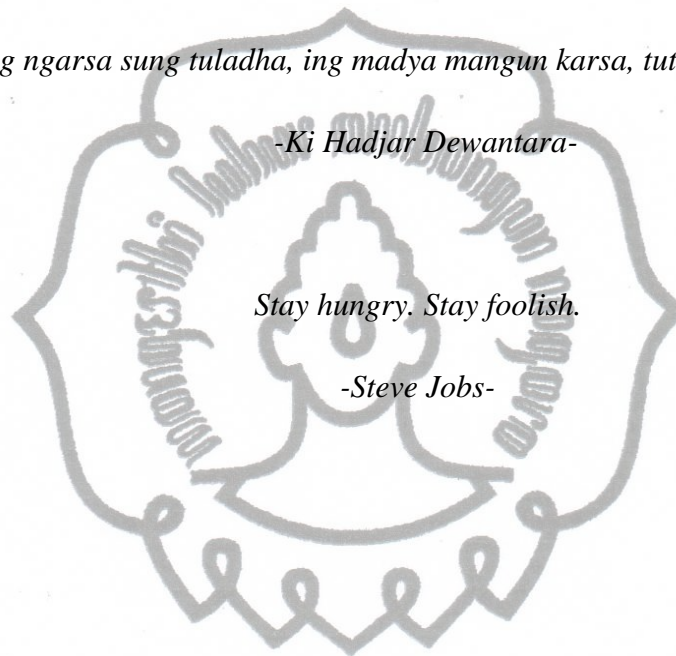 g ngarsa sung tuladha, ing madya mangun karsa, tut
-Ki Hadjar Dewantara-
Stay hungry. Stay foolish.
-Steve Jobs-